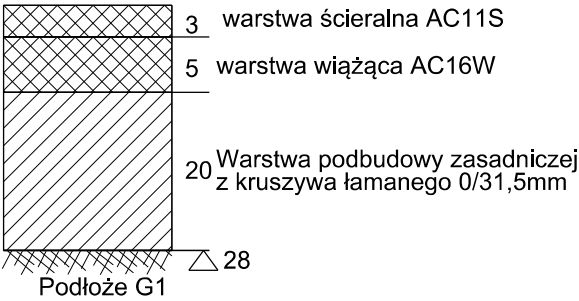 3 warstwa ścieralna AC11S
5 warstwa wiążąca AC16W
20 Warstwa podbudowy zasadniczej
z kruszywa łamanego 0/31,5mm
28
Podłoże G1